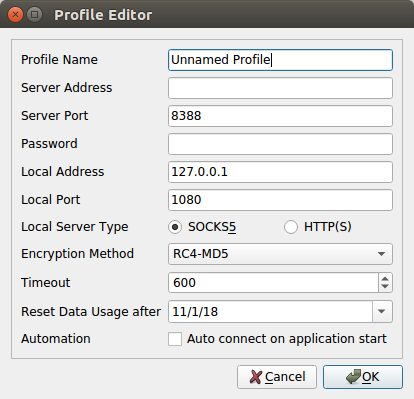 Profile Editor
Profile Name Unnamed Profile
Server Address
Server Port 8388
Password
Local Address 127.0.0.1
Local Port 1080
Local Server Type SOCKS5 HTTP(S)
Encryption Method RC4-MD5
Timeout 600
Reset Data Usage after 11/1/18
Automation Auto connect on application start
Cancel OK